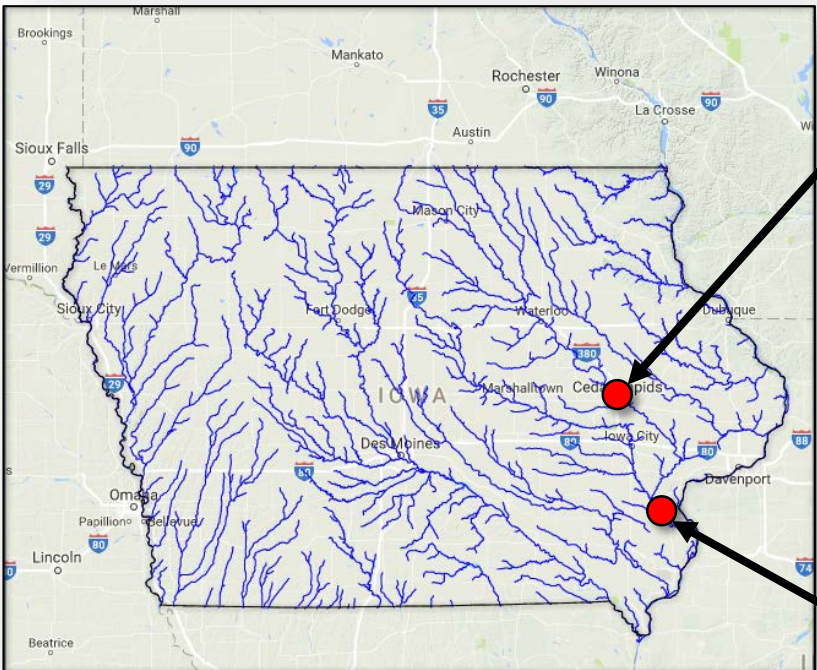 Marshall
Brookings
Mankato
Rochester
Winona
90
La Crosse
90
35
Austin
Sioux Falls
90
29
Mason City
29
Vermillion
Le Mars
35
Sioux City
Fort Dodge
Waterloo
Dubuque
380
29
IOWA
Marshalltown
Iowa City
80
Des Moines
80
88
80
Davenport
Omaha
Papillion
Bellevue
80
Lincoln
74
Beatrice